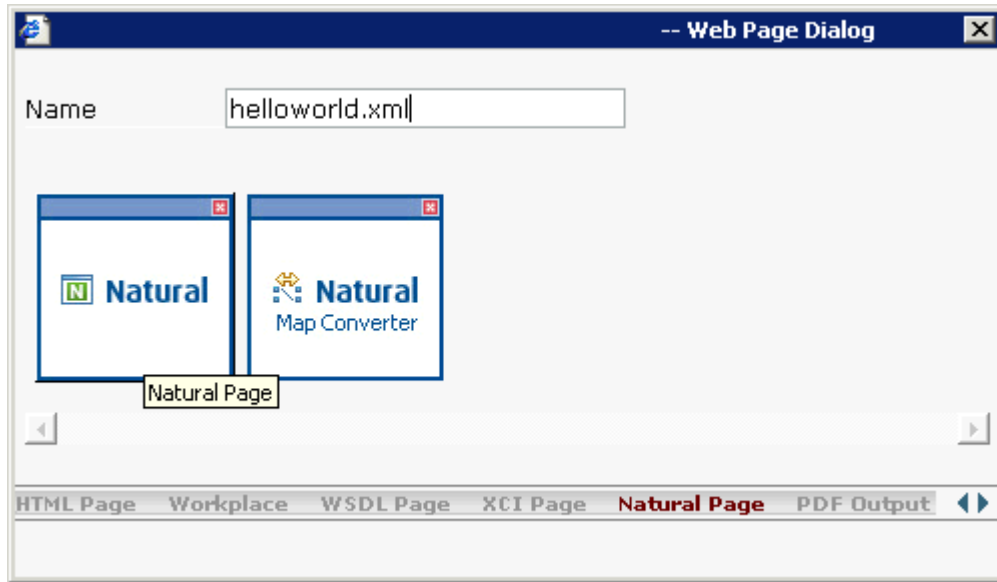 -- Web Page Dialog
Name helloworld.xml
N Natural Natural
Map Converter
Natural Page
HTML Page Workplace WSDL Page XCI Page Natural Page PDF Output